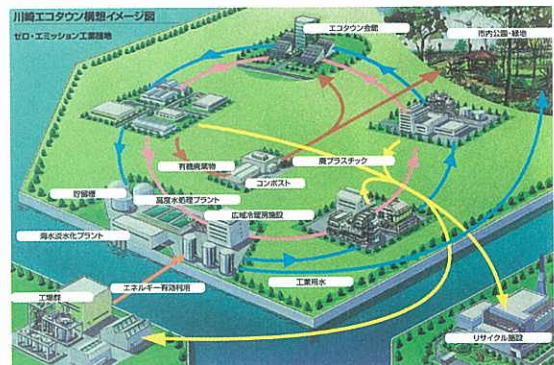 川崎エコタウン構想イメージ図
ゼロ・エミッション工業団地
エコタウン会館
市内公園・緑地
有機廃棄物
廃プラスチック
コンポスト
貯留槽
高度水処理プラント
広域冷暖房施設
海水淡水化プラント
工業用水
エネルギー有効利用
工場群
リサイクル施設